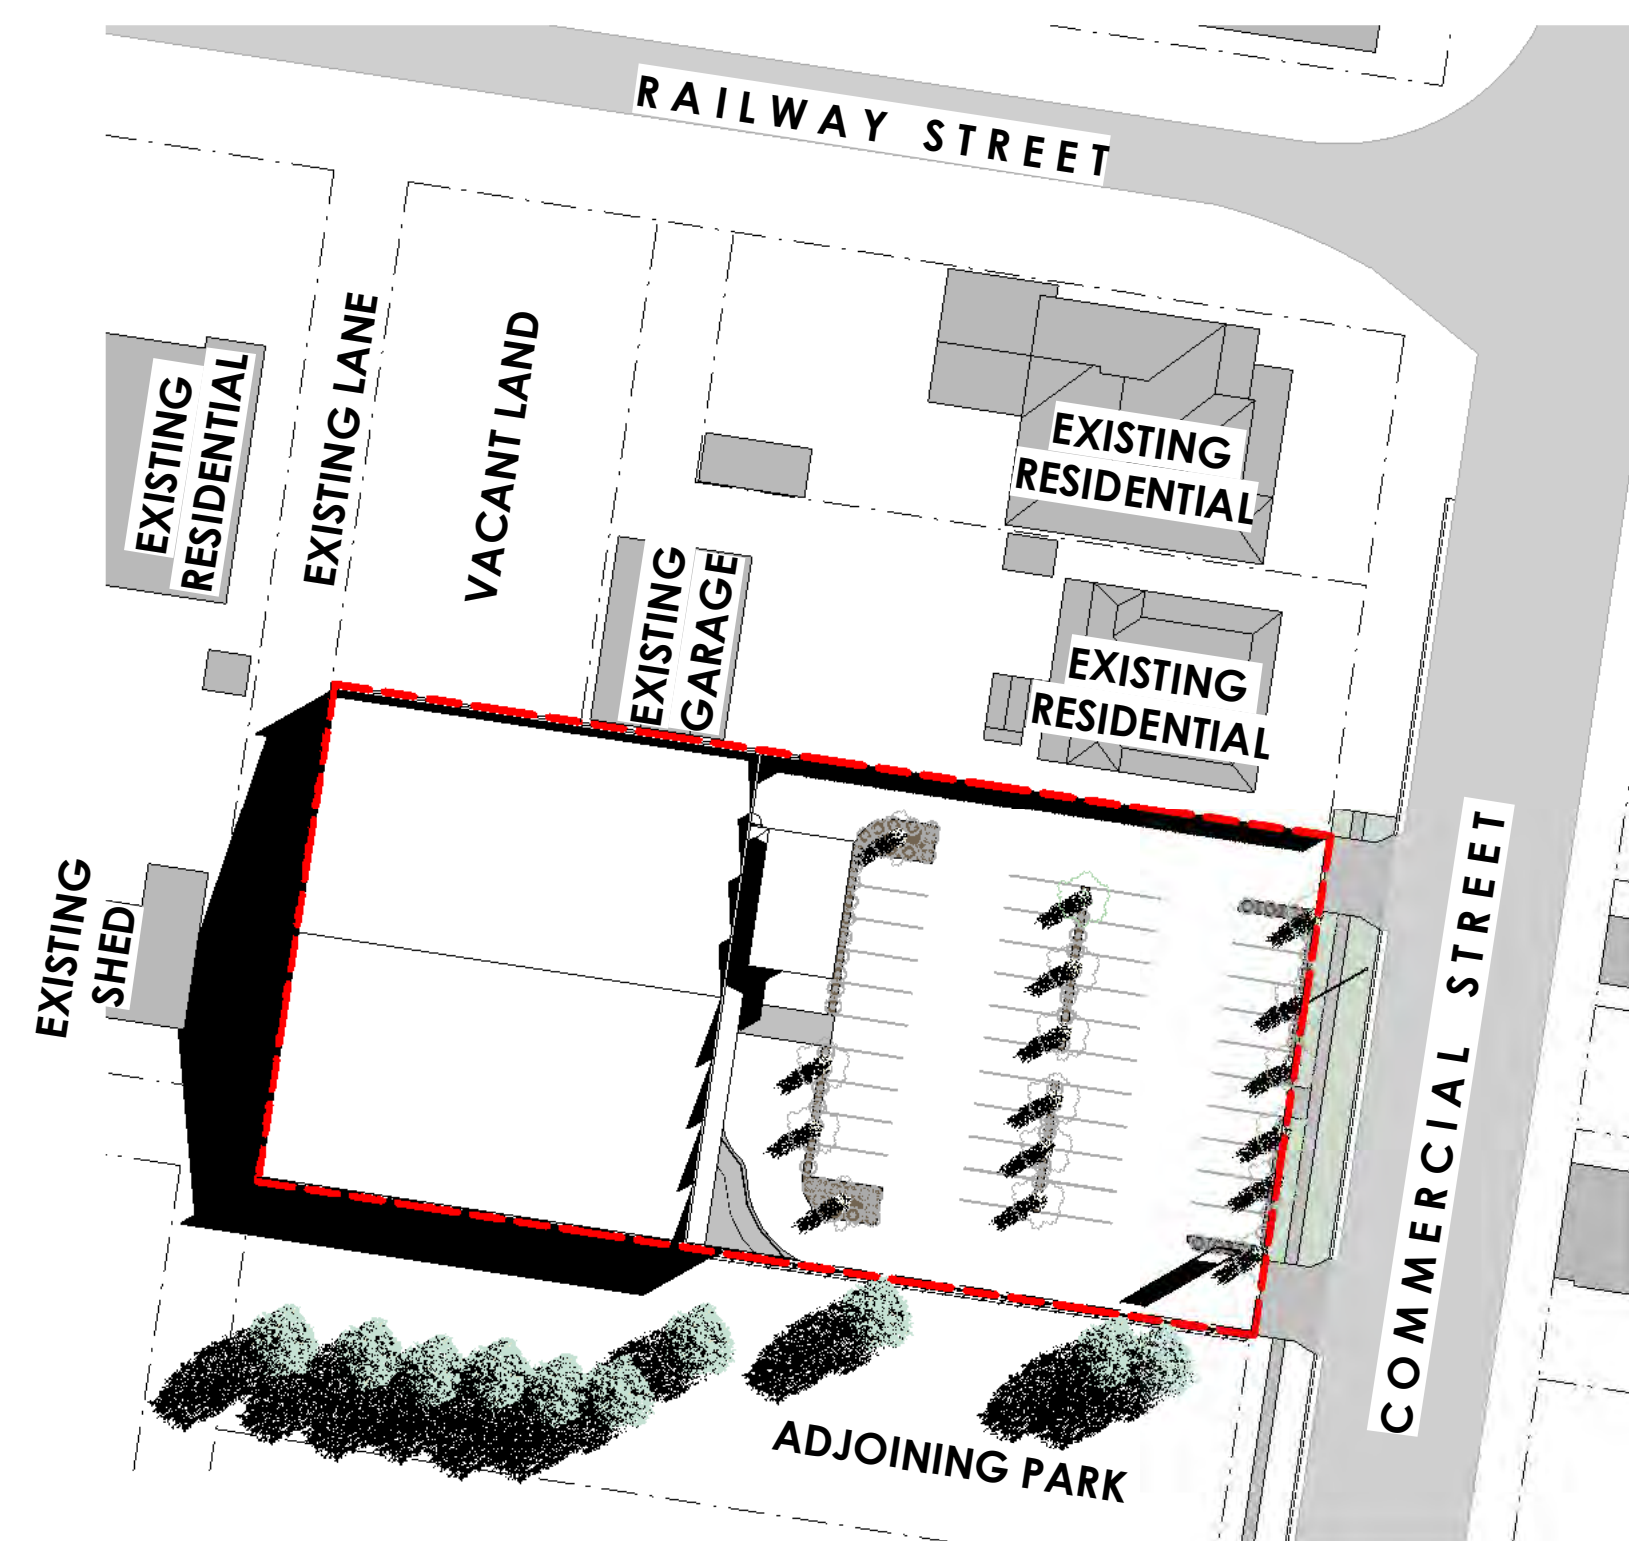 RAILWAY STREET
EXISTING
RESIDENTIAL
EXISTING LANE
VACANT LAND
EXISTING
RESIDENTIAL
EXISTING
GARAGE
EXISTING
RESIDENTIAL
EXISTING
SHED
COMMERCIAL STREET
ADJOINING PARK